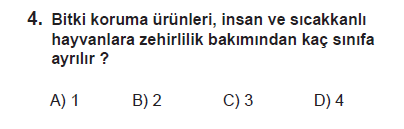 4. Bitki koruma ürünleri, insan ve sıcakkanlı
hayvanlara zehirlilik bakımından kaç sınıfa
ayrılır ?
A) 1 B) 2 C) 3 D) 4